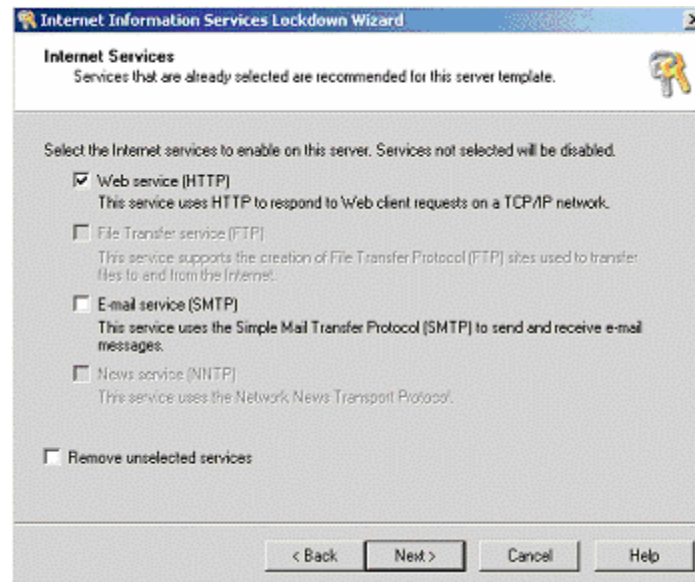 Internet Information Services Lockdown Wizard
Internet Services
Services that are already selected are recommended for this server template.
Select the Internet services to enable on this server. Services not selected will be disabled.
Web service (HTTP)
This service uses HTTP to respond to Web client requests on a TCP/IP network.
File Transfer service (FTP)
This service supports the creation of File Transfer Protocol (FTP) sites used to transfer
files to and from the Internet.
E-mail service (SMTP)
This service uses the Simple Mail Transfer Protocol (SMTP) to send and receive e-mail
messages.
News service (NNTP)
This service uses the Network News Transport Protocol.
Remove unselected services
< Back Next > Cancel Help